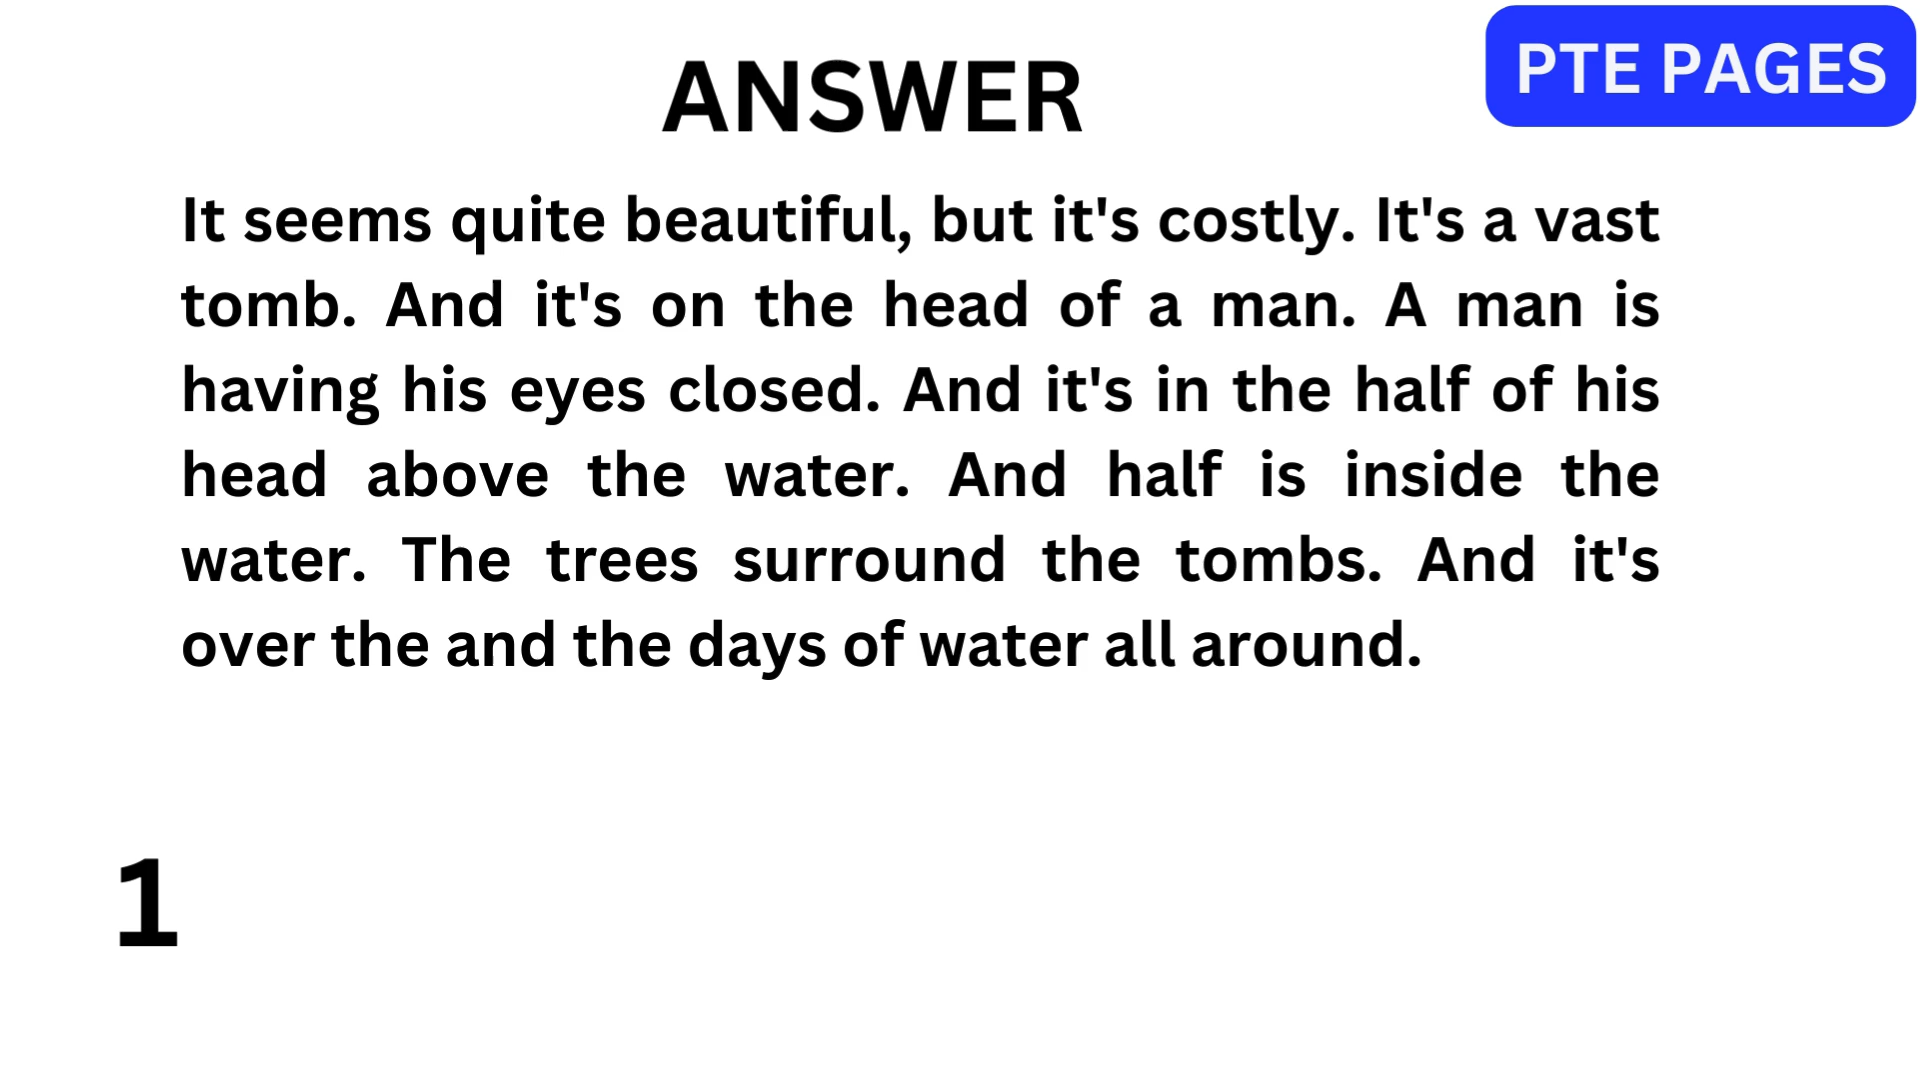 PTE PAGES
ANSWER
It seems quite beautiful, but it's costly. It's a vast
tomb. And it's on the head of a man. A man is
having his eyes closed. And it's in the half of his
head above the water. And half is inside the
water. The trees surround the tombs. And it's
over the and the days of water all around.
1